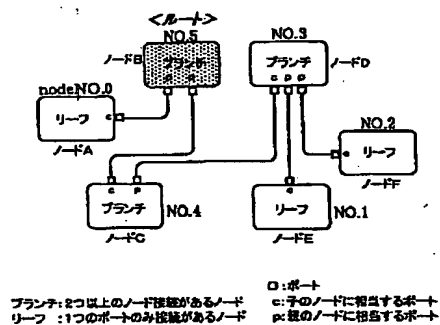 <ルート>
NO.5
NO.3
ノードB
ブランチ
ブランチ
ノードD
c p p
nodeNO.0
リーフ
c
ノードA
NO.2
c
リーフ
ノードF
c p
ブランチ
NO.4
ノードC
c
リーフ
NO.1
ノードE
□:ポート
ブランチ:2つ以上のノード接続があるノード
c:子のノードに相当するポート
リーフ:1つのポートのみ接続があるノード
p:親のノードに相当するポート